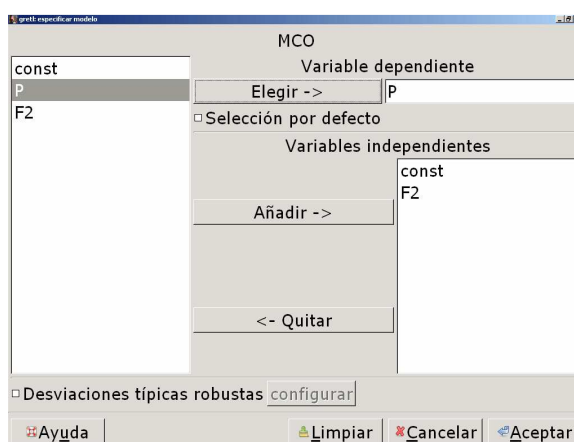 gretl: especificar modelo
MCO
const
P
F2
Variable dependiente
Elegir -> P
Selección por defecto
Variables independientes
const
F2
Añadir ->
<- Quitar
Desviaciones típicas robustas configurar
Ayuda Limpiar Cancelar Aceptar